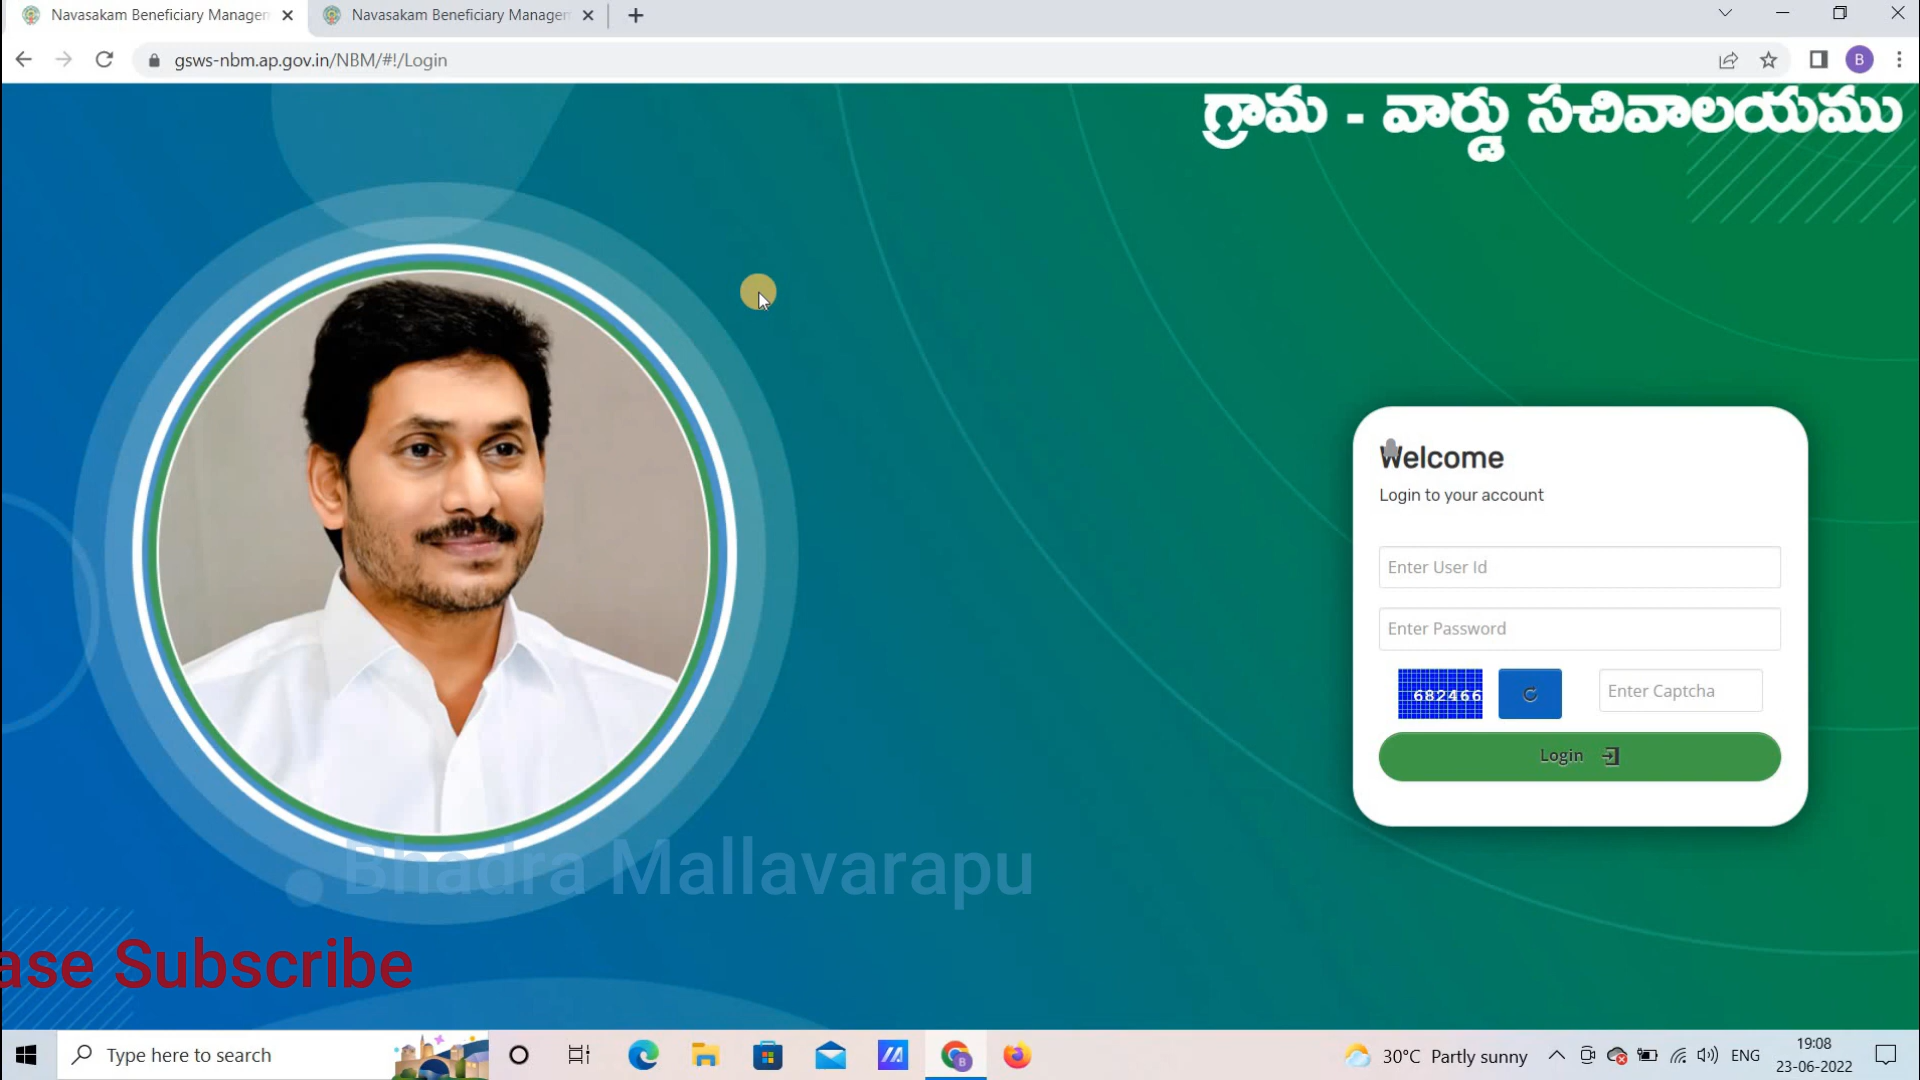 Navasakam Beneficiary Managem
Navasakam Beneficiary Managem
gsws-nbm.ap.gov.in/NBM/#!/Login
B
గ్రామ - వార్డు సచివాలయము
Welcome
Login to your account
Enter User Id
Enter Password
682466
Enter Captcha
Login
Bhadra Mallavarapu
ase Subscribe
Type here to search
B
30°C Partly sunny
ENG
19:08
23-06-2022